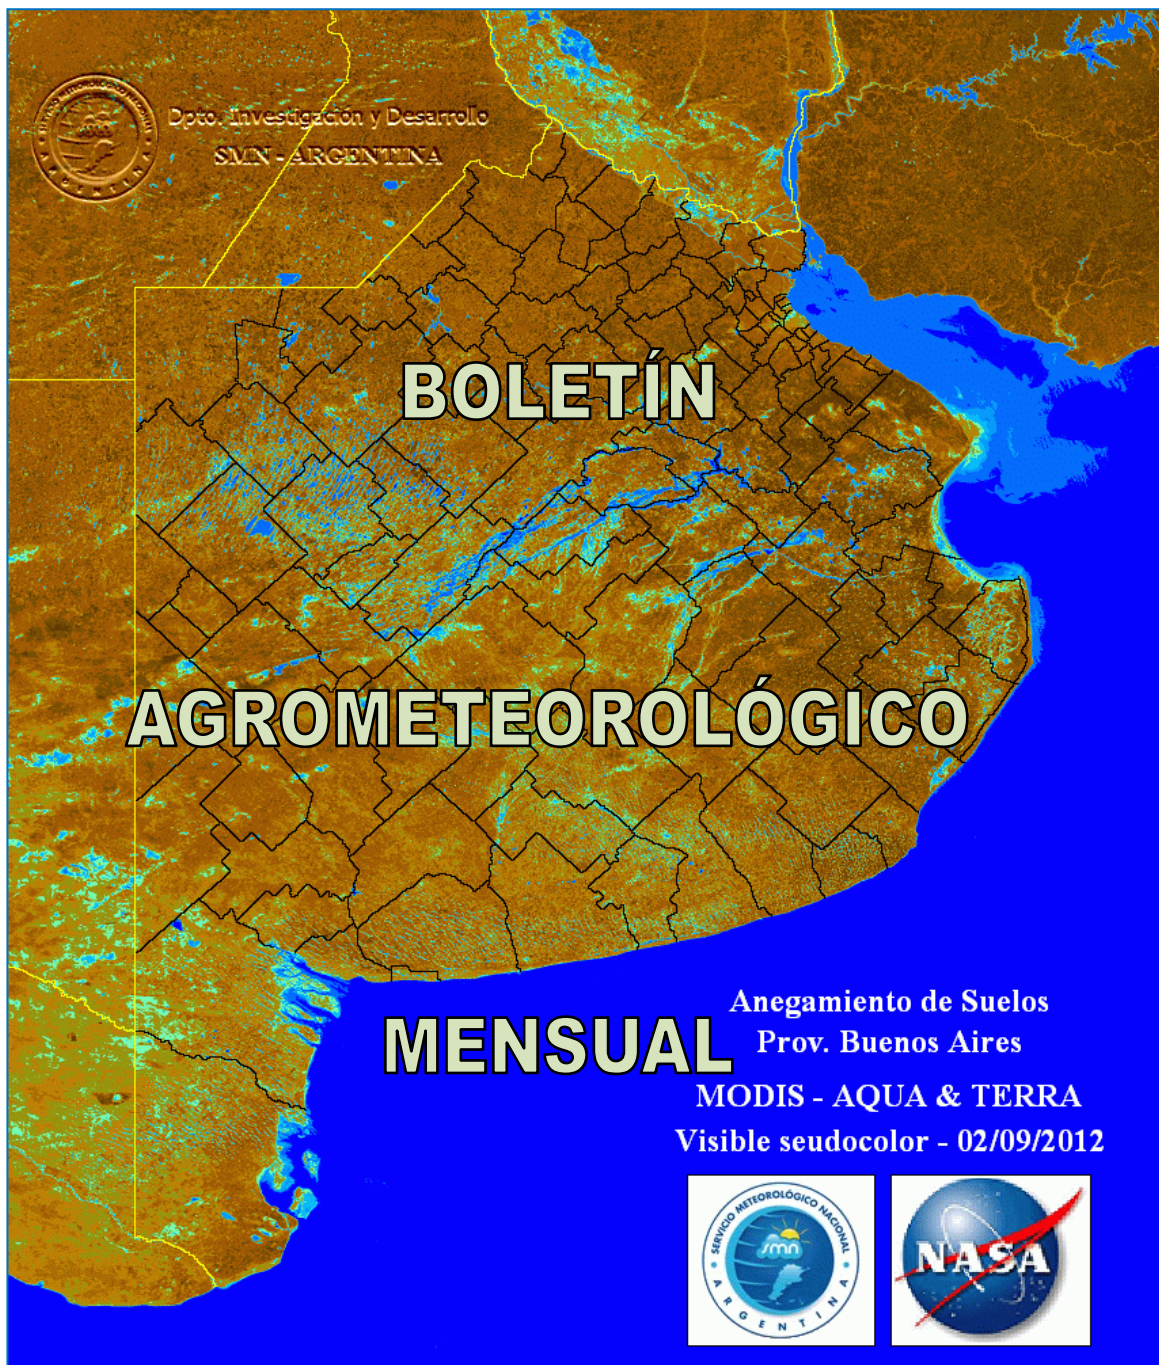 Dpto. Investigación y Desarrollo
SMN - ARGENTINA
BOLETÍN
AGROMETEOROLÓGICO
MENSUAL
Anegamiento de Suelos
Prov. Buenos Aires
MODIS - AQUA & TERRA
Visible seudocolor - 02/09/2012
SERVICIO METEOROLÓGICO NACIONAL
smn
ARGENTINA
NASA